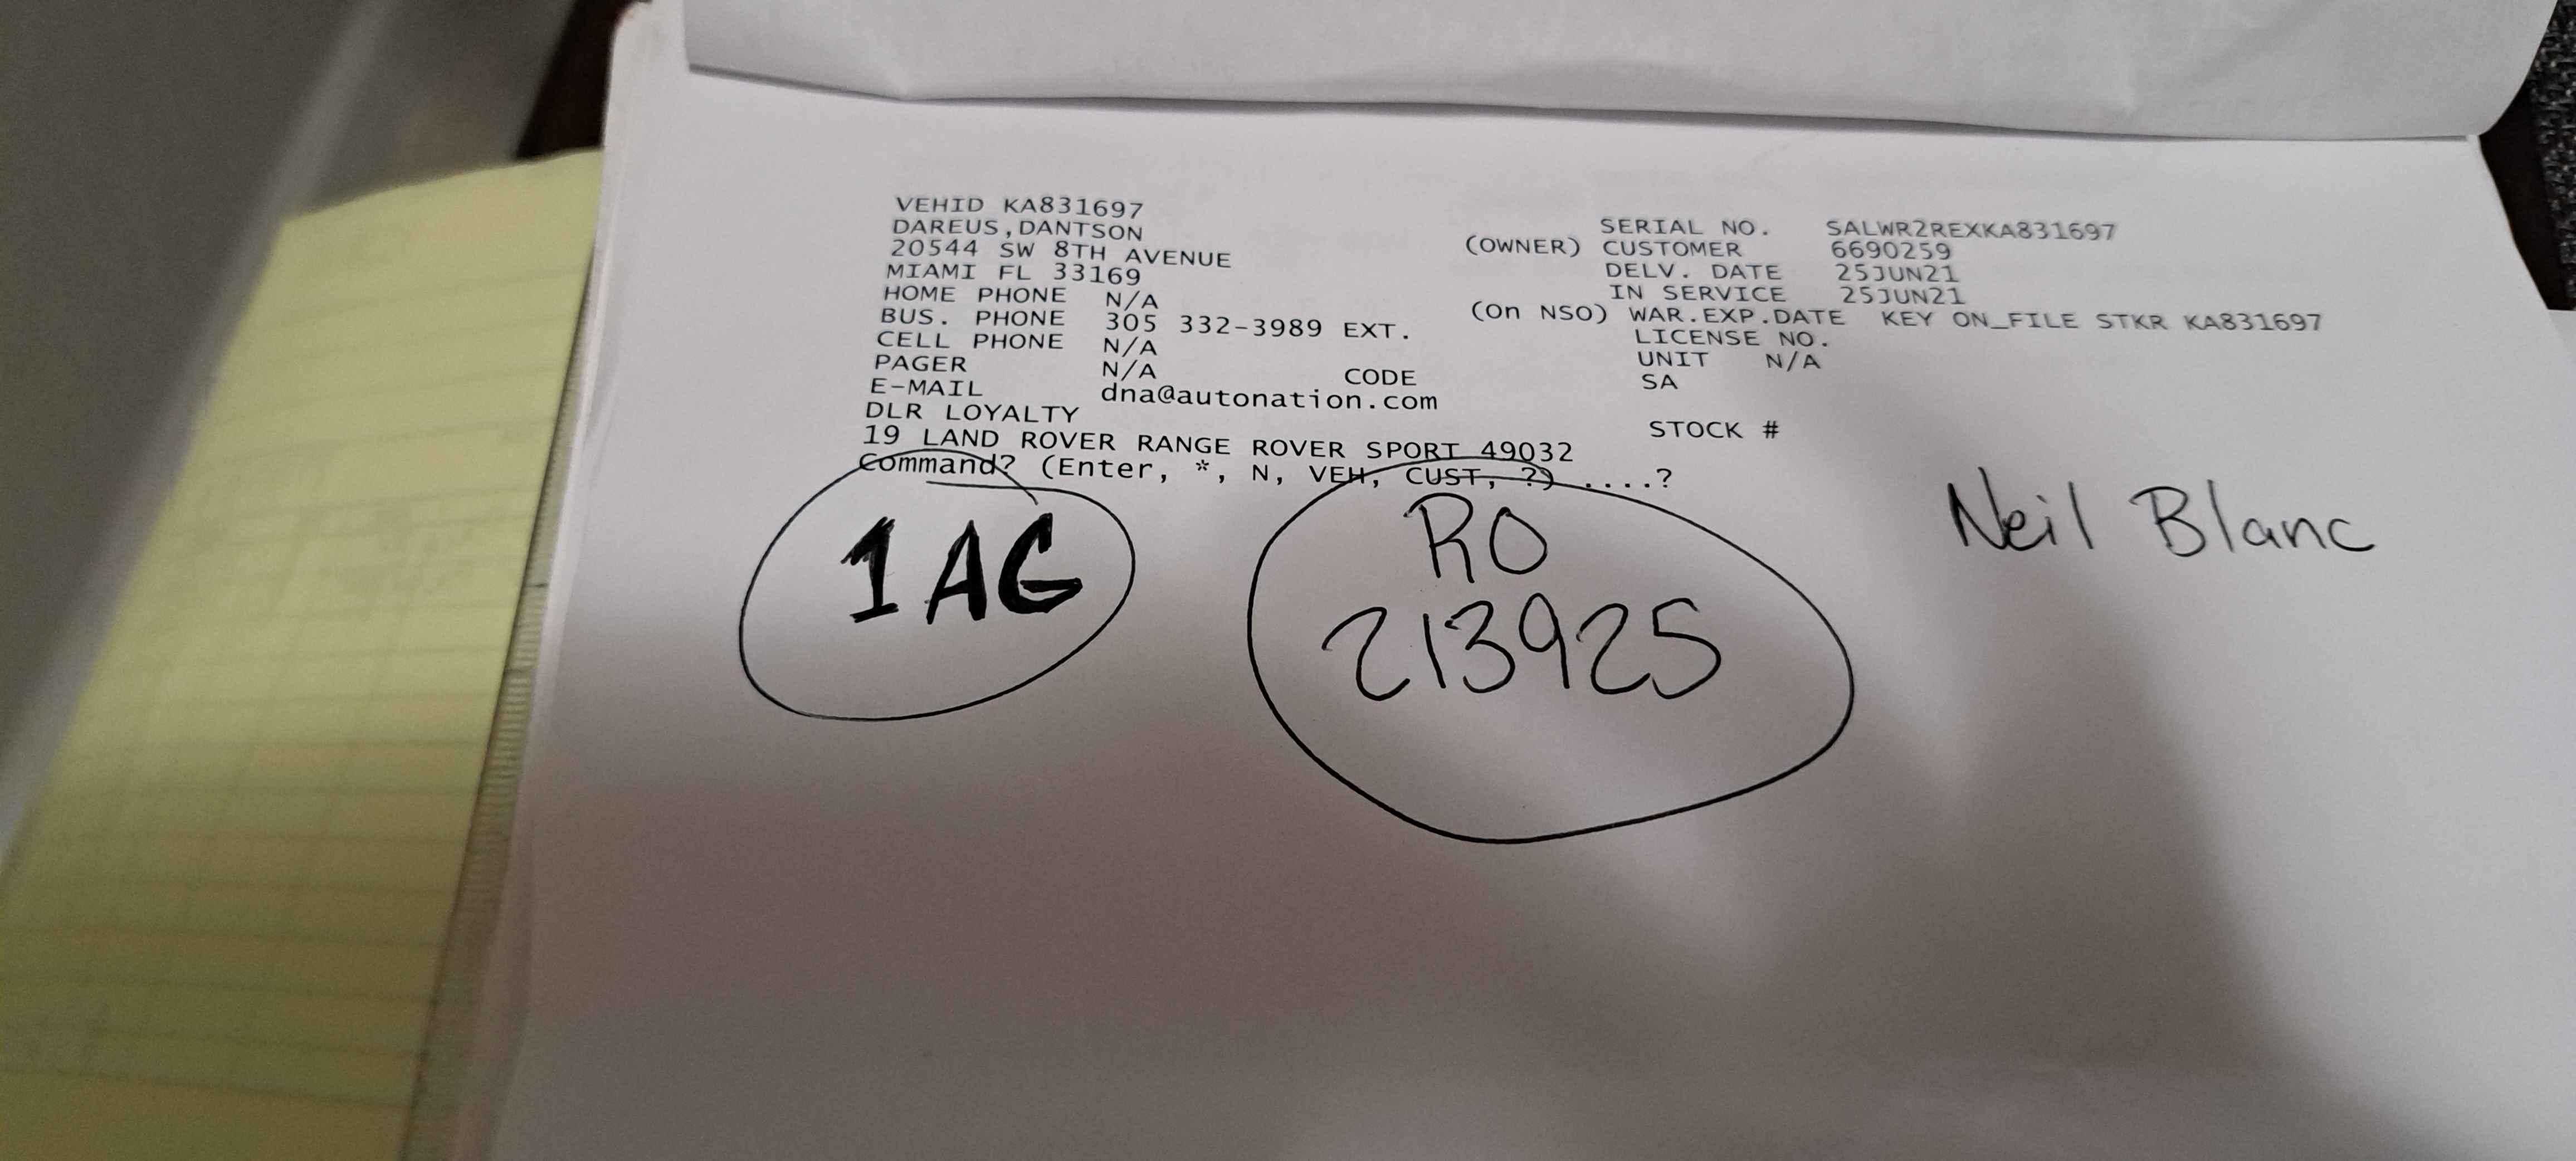 VEHID KA831697
DAREUS,DANTSON
20544 SW 8TH AVENUE
MIAMI FL 33169
HOME PHONE N/A
BUS. PHONE 305 332-3989 EXT.
CELL PHONE N/A
PAGER N/A CODE
E-MAIL dna@autonation.com
DLR LOYALTY
19 LAND ROVER RANGE ROVER SPORT 49032
Command? (Enter, *, N, VEH, CUST, ?) ....?
SERIAL NO. SALWR2REXKA831697
(OWNER) CUSTOMER 6690259
DELV. DATE 25JUN21
IN SERVICE 25JUN21
(On NSO) WAR.EXP.DATE KEY ON_FILE STKR KA831697
LICENSE NO.
UNIT N/A
SA
STOCK #
1AG
RO
213925
Neil Blanc